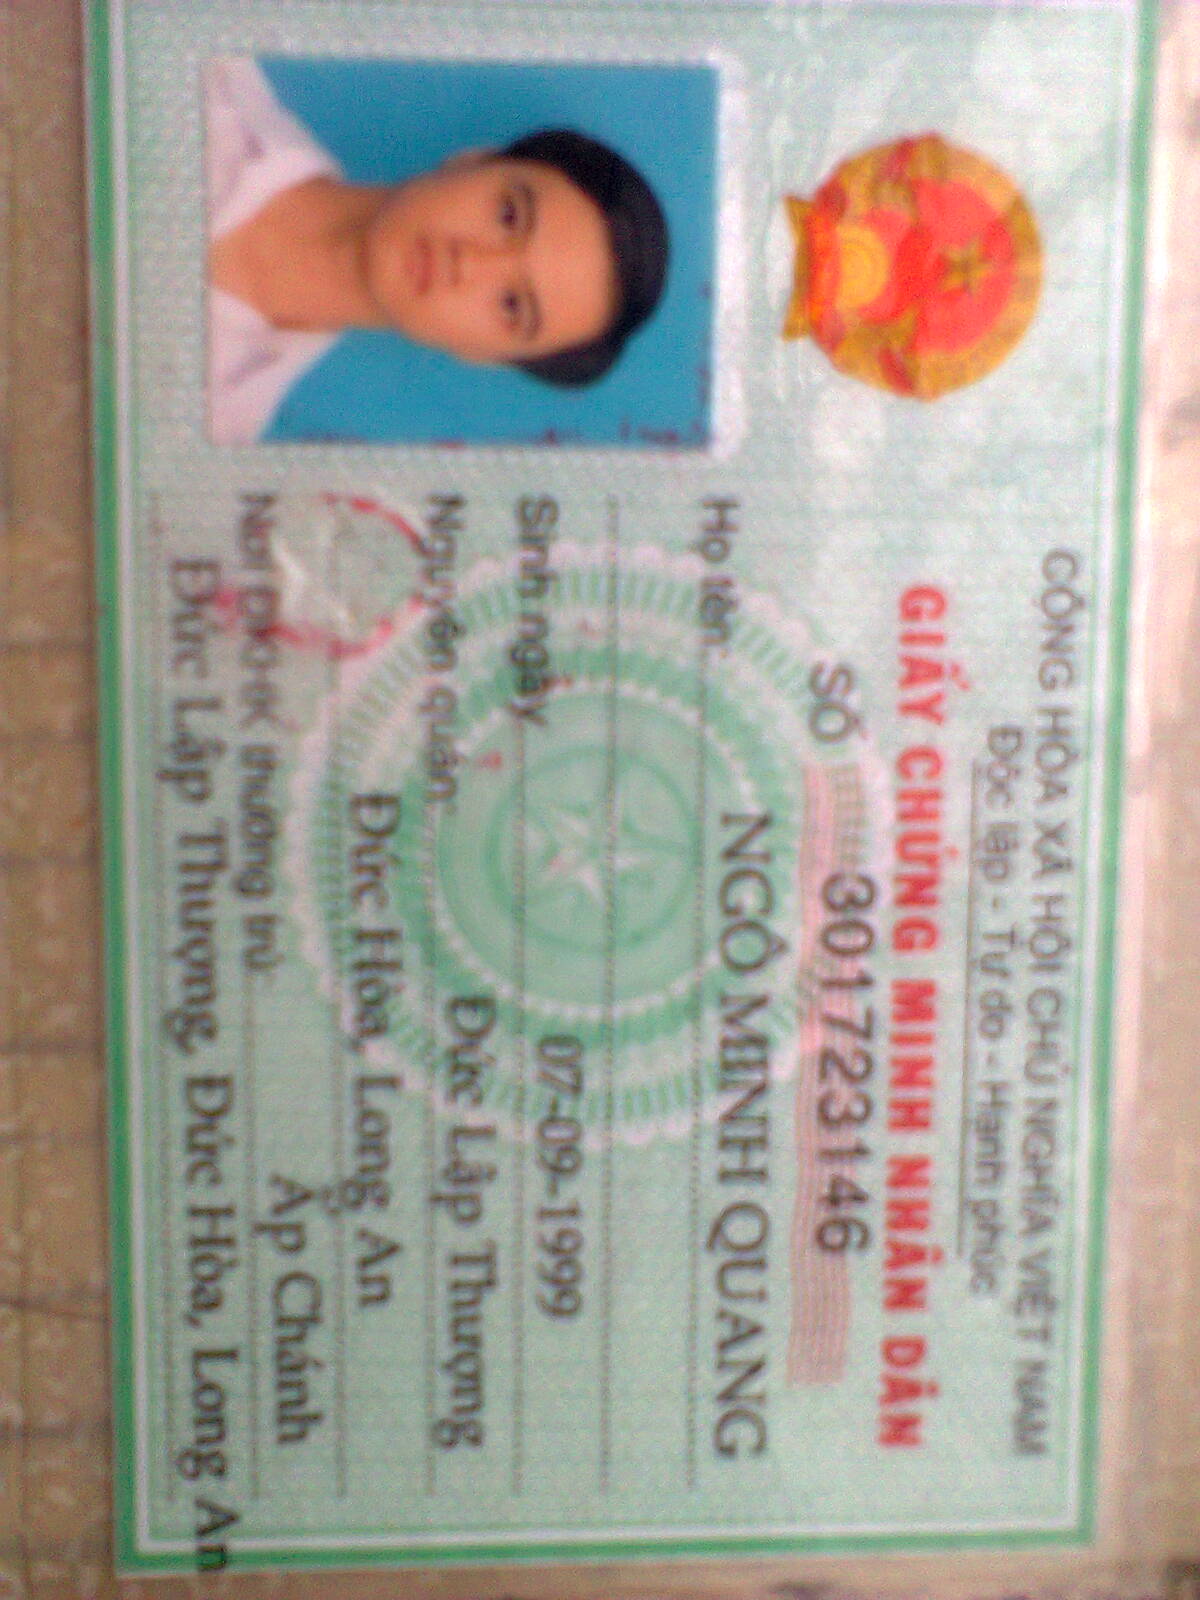 CỘNG HÒA XÃ HỘI CHỦ NGHĨA VIỆT NAM
Độc lập - Tự do - Hạnh phúc
GIẤY CHỨNG MINH NHÂN DÂN
SỐ 301723146
Họ tên: NGÔ MINH QUANG
Sinh ngày 07-09-1999
Nguyên quán: Đức Lập Thượng
Đức Hòa, Long An
Nơi ĐKHK thường trú: Ấp Chánh
Đức Lập Thượng, Đức Hòa, Long An